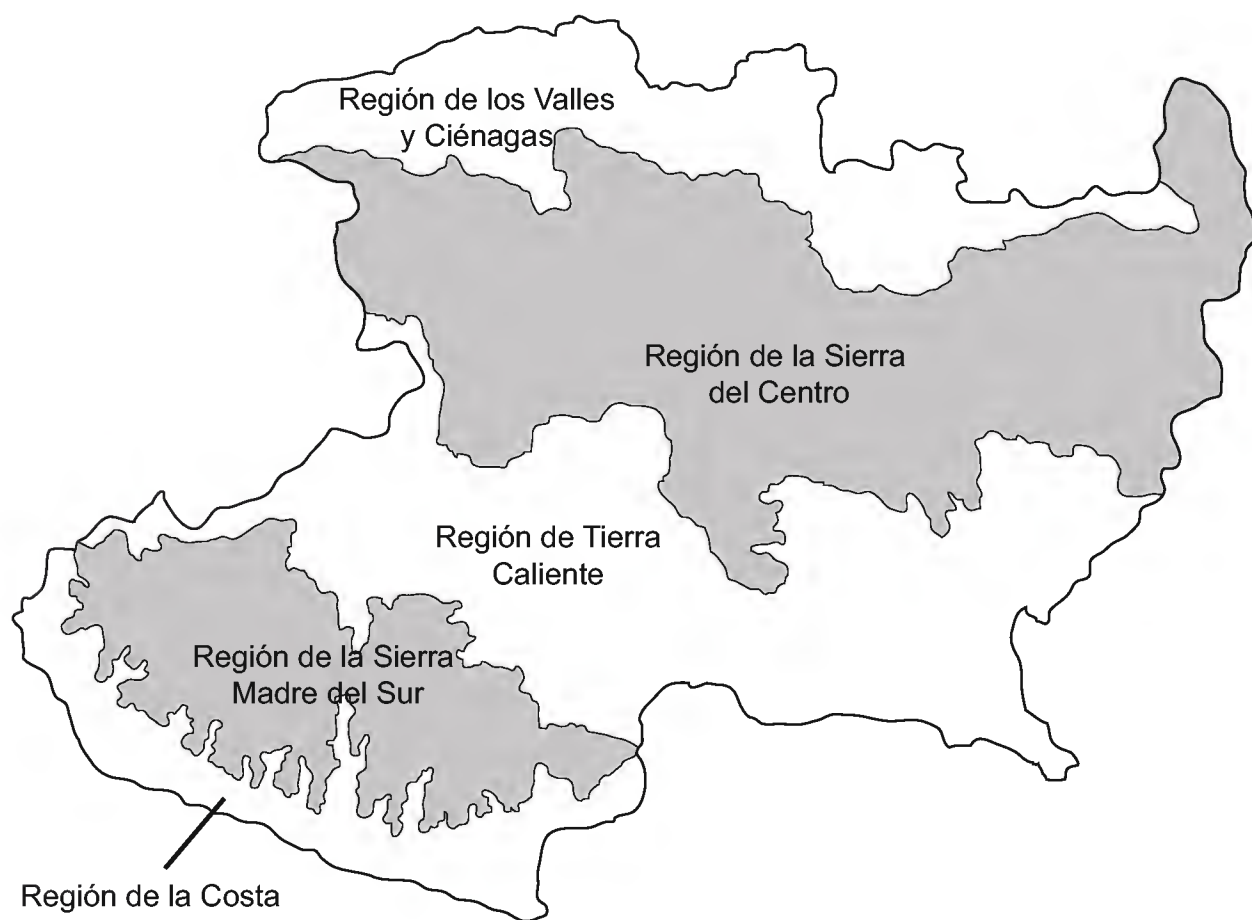 Región de los Valles
y Ciénagas
Región de la Sierra
del Centro
Región de Tierra
Caliente
Región de la Sierra
Madre del Sur
Región de la Costa